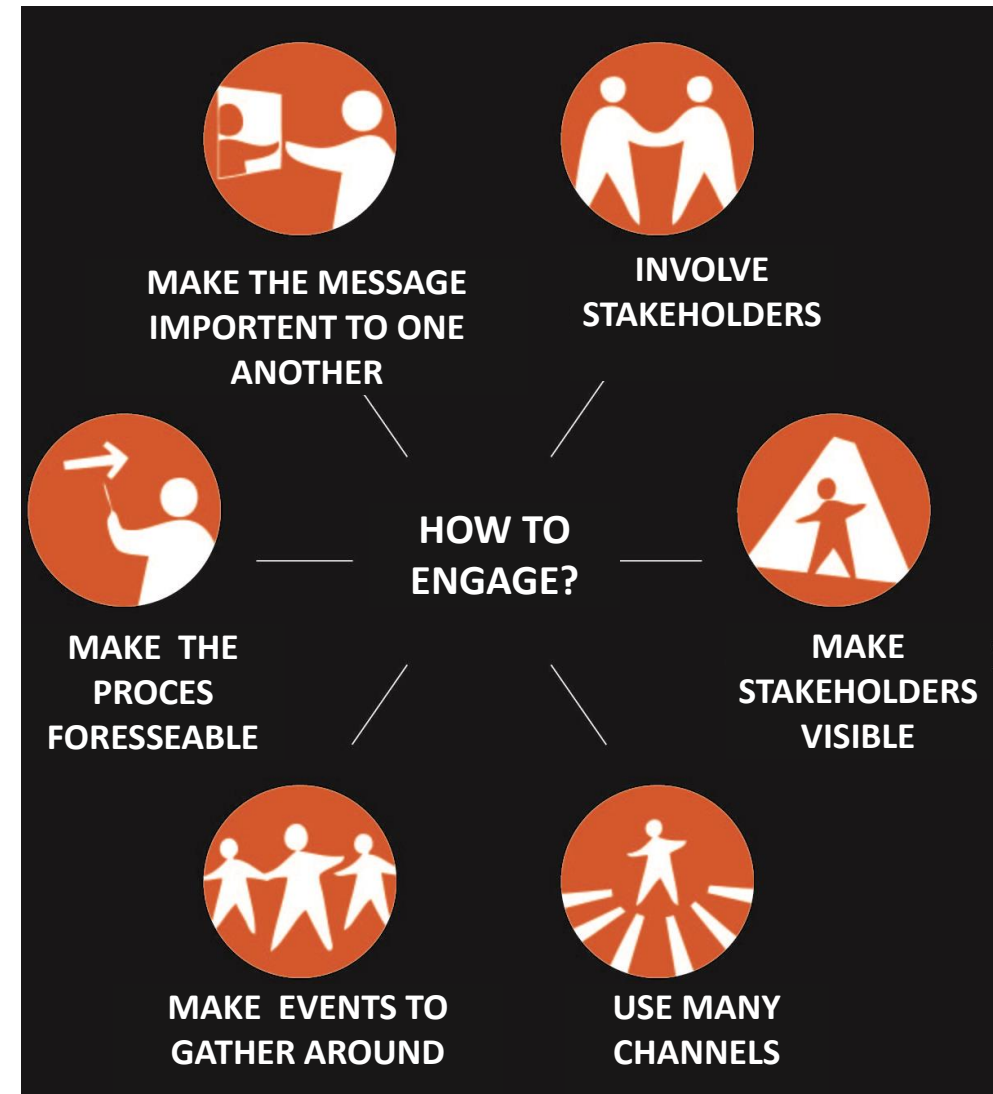 MAKE THE MESSAGE
IMPORTENT TO ONE
ANOTHER
INVOLVE
STAKEHOLDERS
HOW TO
ENGAGE?
MAKE THE
PROCES
FORESSEABLE
MAKE
STAKEHOLDERS
VISIBLE
MAKE EVENTS TO
GATHER AROUND
USE MANY
CHANNELS